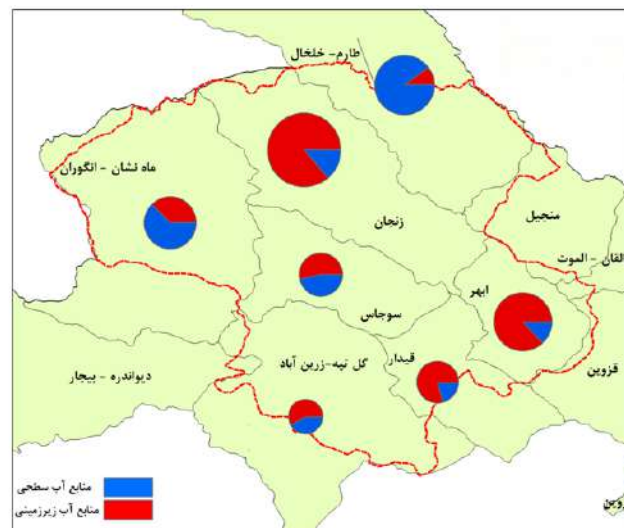 طارم- خلخال
ماه نشان - انگوران
زنجان
منجیل
القان - الموت
ابهر
سوجاس
قیدار
گل تپه-زرین آباد
قزوین
دیواندره - بیجار
منابع آب سطحی
منابع آب زیرزمینی
زوین